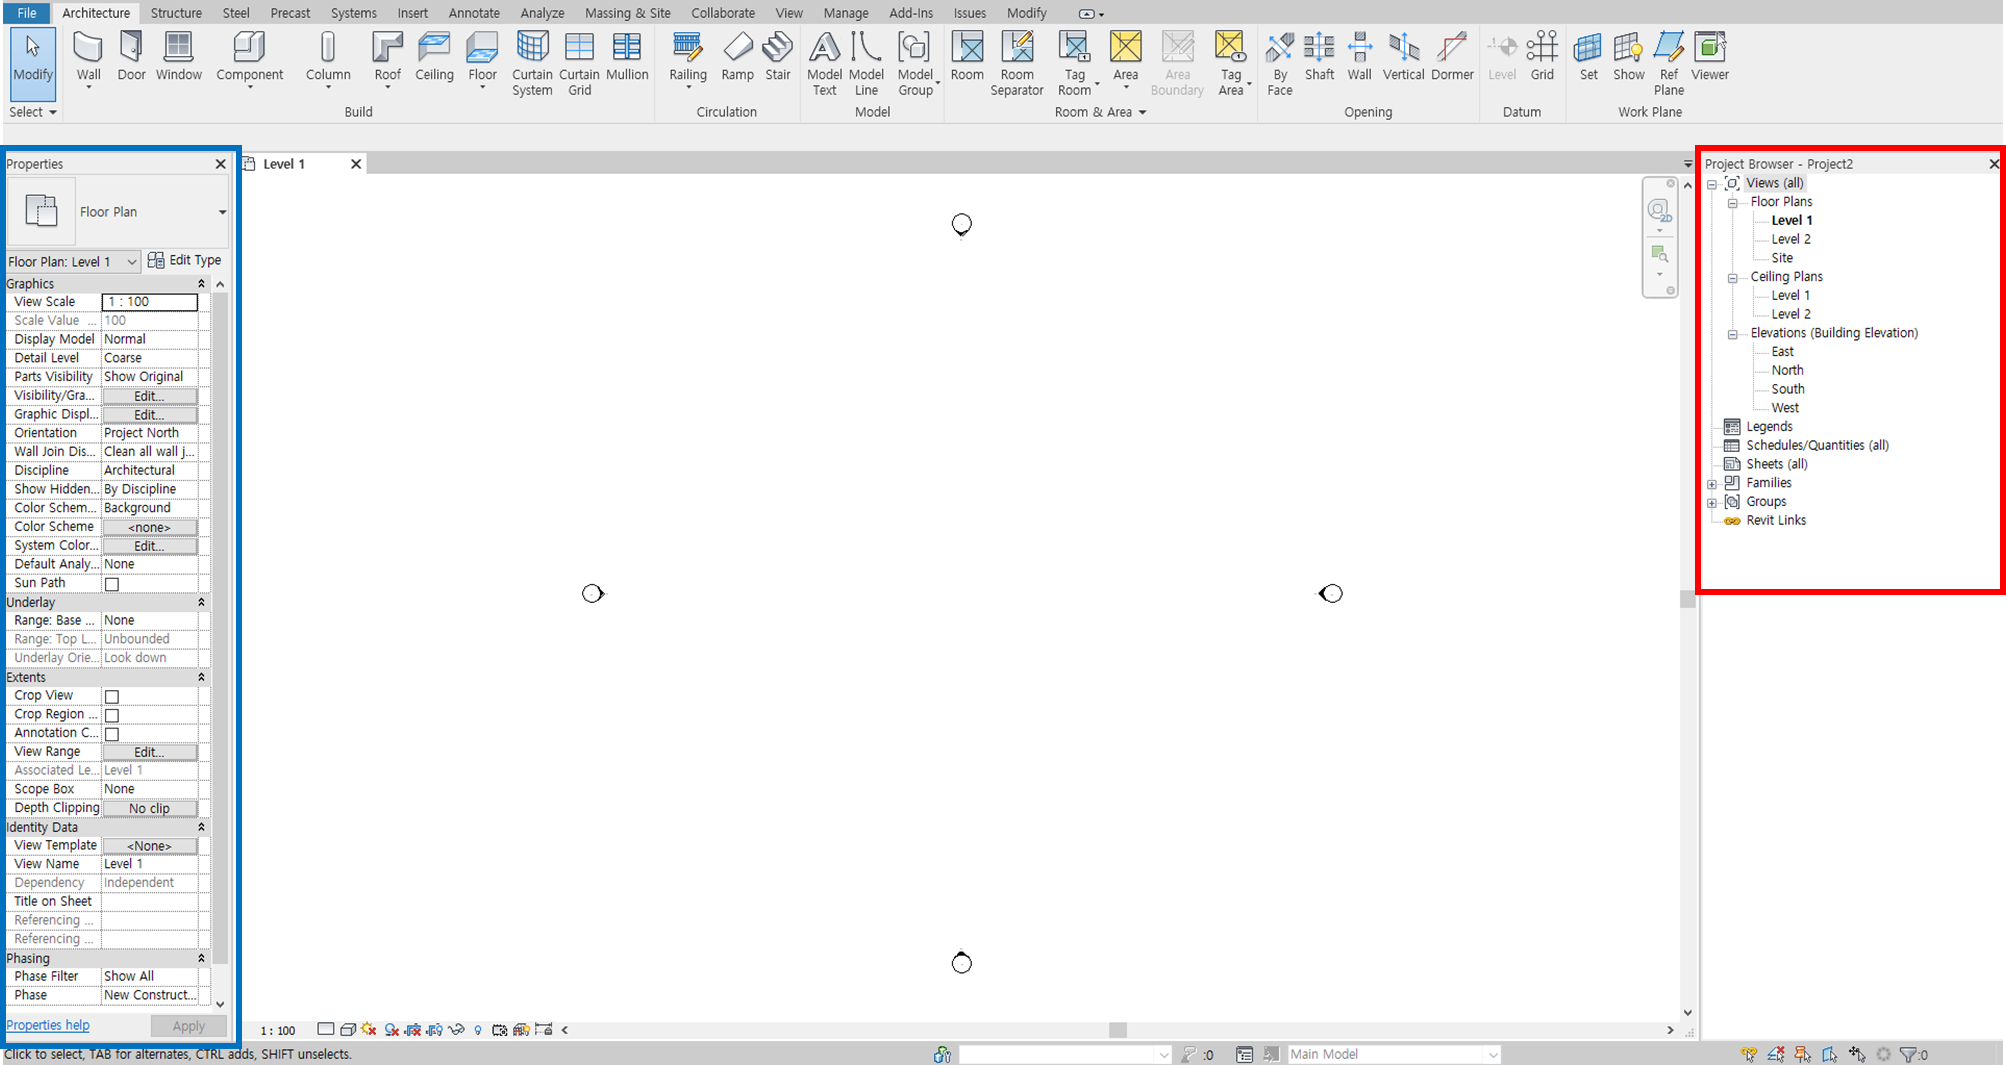 File Architecture Structure Steel Precast Systems Insert Annotate Analyze Massing & Site Collaborate View Manage Add-Ins Issues Modify
Modify Wall Door Window Component Column Roof Ceiling Floor Curtain System Curtain Grid Mullion Railing Ramp Stair Model Text Model Line Model Group Room Room Separator Tag Room Area Area Boundary Tag Area By Face Shaft Wall Vertical Dormer Level Grid Set Show Ref Plane Viewer
Select Build Circulation Model Room & Area Opening Datum Work Plane
Properties
Floor Plan
Floor Plan: Level 1 Edit Type
Graphics
View Scale 1 : 100
Scale Value ... 100
Display Model Normal
Detail Level Coarse
Parts Visibility Show Original
Visibility/Gra... Edit...
Graphic Displ... Edit...
Orientation Project North
Wall Join Dis... Clean all wall j...
Discipline Architectural
Show Hidden... By Discipline
Color Schem... Background
Color Scheme <none>
System Color... Edit...
Default Analy... None
Sun Path
Underlay
Range: Base ... None
Range: Top L... Unbounded
Underlay Orie... Look down
Extents
Crop View
Crop Region ...
Annotation C...
View Range Edit...
Associated Le... Level 1
Scope Box None
Depth Clipping No clip
Identity Data
View Template <None>
View Name Level 1
Dependency Independent
Title on Sheet
Referencing ...
Referencing ...
Phasing
Phase Filter Show All
Phase New Construct...
Properties help Apply
Level 1
2D
1 : 100
Project Browser - Project2
Views (all)
Floor Plans
Level 1
Level 2
Site
Ceiling Plans
Level 1
Level 2
Elevations (Building Elevation)
East
North
South
West
Legends
Schedules/Quantities (all)
Sheets (all)
Families
Groups
Revit Links
Click to select, TAB for alternates, CTRL adds, SHIFT unselects. :0 Main Model :0